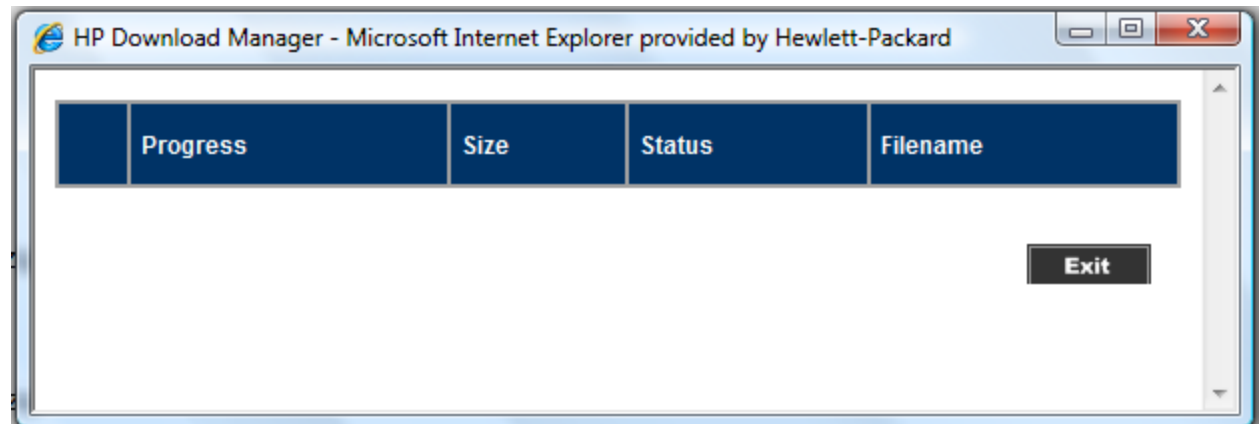 HP Download Manager - Microsoft Internet Explorer provided by Hewlett-Packard
Progress Size Status Filename
Exit